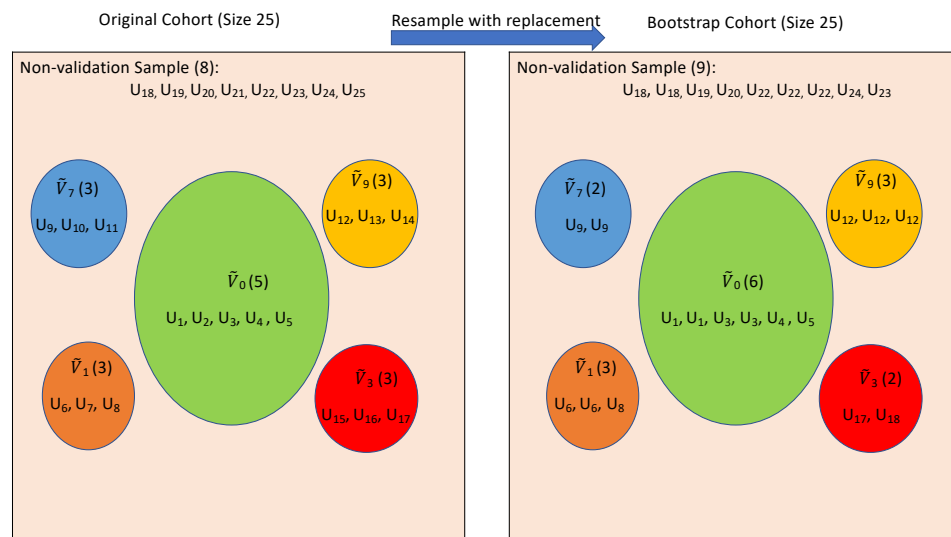 Original Cohort (Size 25)
Resample with replacement
Bootstrap Cohort (Size 25)
Non-validation Sample (8):
U₁₈, U₁₉, U₂₀, U₂₁, U₂₂, U₂₃, U₂₄, U₂₅
Ṽ₇ (3)
U₉, U₁₀, U₁₁
Ṽ₉ (3)
U₁₂, U₁₃, U₁₄
Ṽ₀ (5)
U₁, U₂, U₃, U₄ , U₅
Ṽ₁ (3)
U₆, U₇, U₈
Ṽ₃ (3)
U₁₅, U₁₆, U₁₇
Non-validation Sample (9):
U₁₈, U₁₈, U₁₉, U₂₀, U₂₂, U₂₂, U₂₂, U₂₄, U₂₃
Ṽ₇ (2)
U₉, U₉
Ṽ₉ (3)
U₁₂, U₁₂, U₁₂
Ṽ₀ (6)
U₁, U₁, U₃, U₃, U₄ , U₅
Ṽ₁ (3)
U₆, U₆, U₈
Ṽ₃ (2)
U₁₇, U₁₈